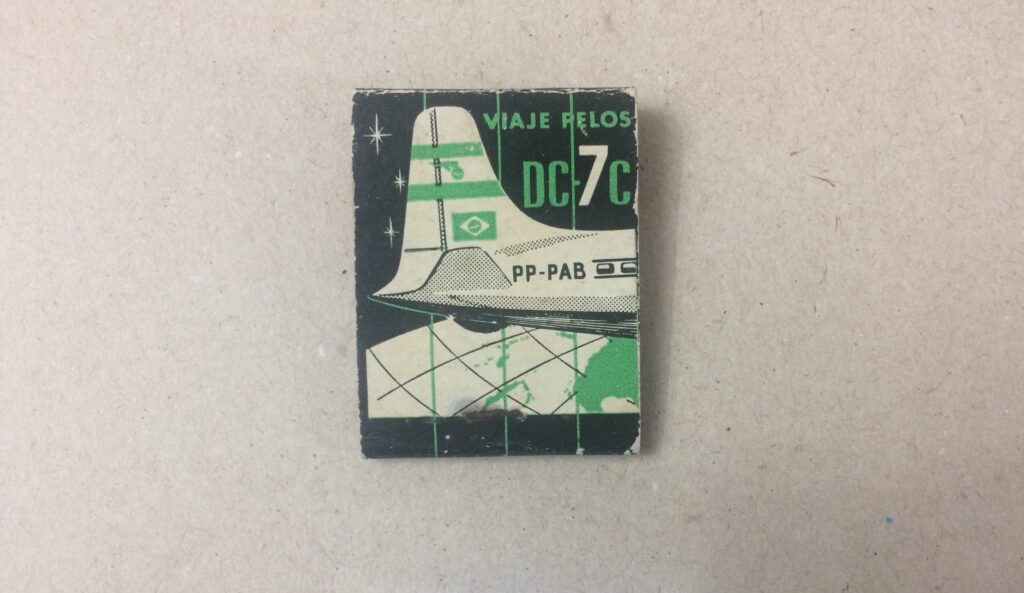 VIAJE PELOS
DC-7C
PP-PAB